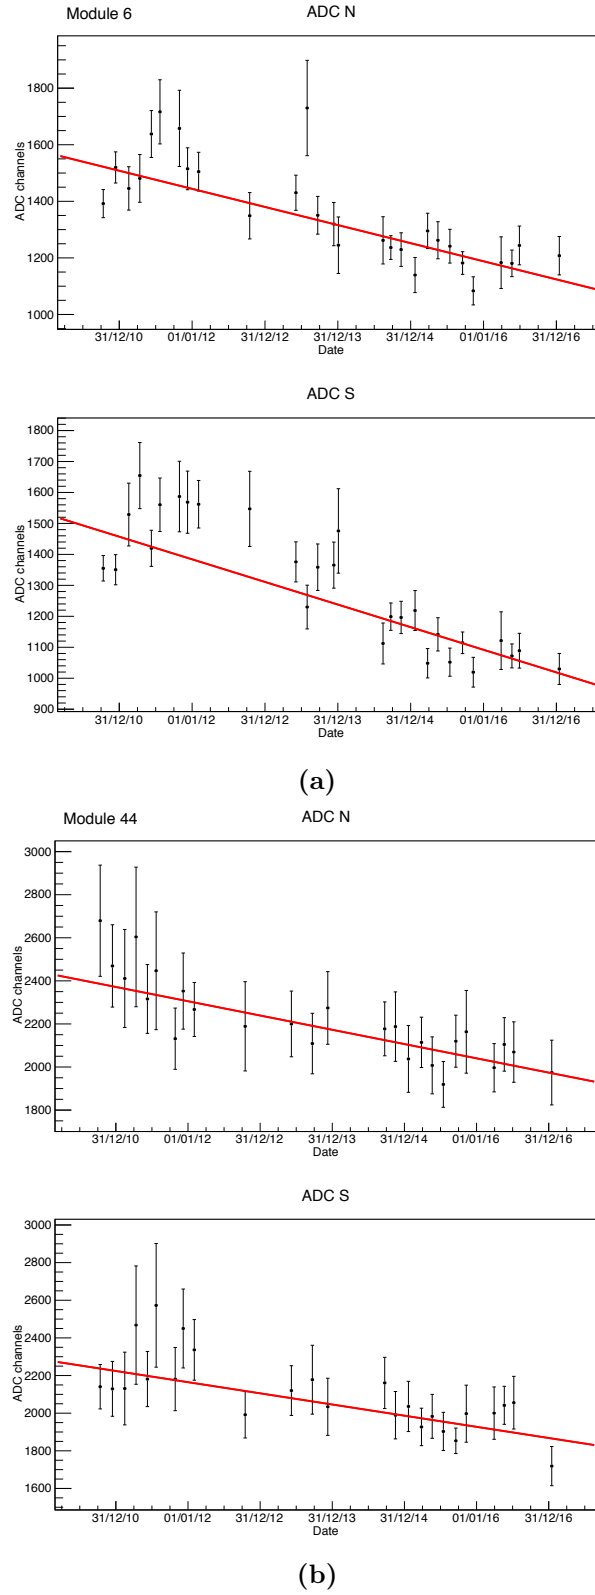 Module 6
ADC N
ADC channels
1800
1600
1400
1200
1000
31/12/10 01/01/12 31/12/12 31/12/13 31/12/14 01/01/16 31/12/16
Date
ADC S
ADC channels
1800
1700
1600
1500
1400
1300
1200
1100
1000
900
31/12/10 01/01/12 31/12/12 31/12/13 31/12/14 01/01/16 31/12/16
Date
(a)
Module 44
ADC N
ADC channels
3000
2800
2600
2400
2200
2000
1800
31/12/10 01/01/12 31/12/12 31/12/13 31/12/14 01/01/16 31/12/16
Date
ADC S
ADC channels
3000
2800
2600
2400
2200
2000
1800
1600
31/12/10 01/01/12 31/12/12 31/12/13 31/12/14 01/01/16 31/12/16
Date
(b)